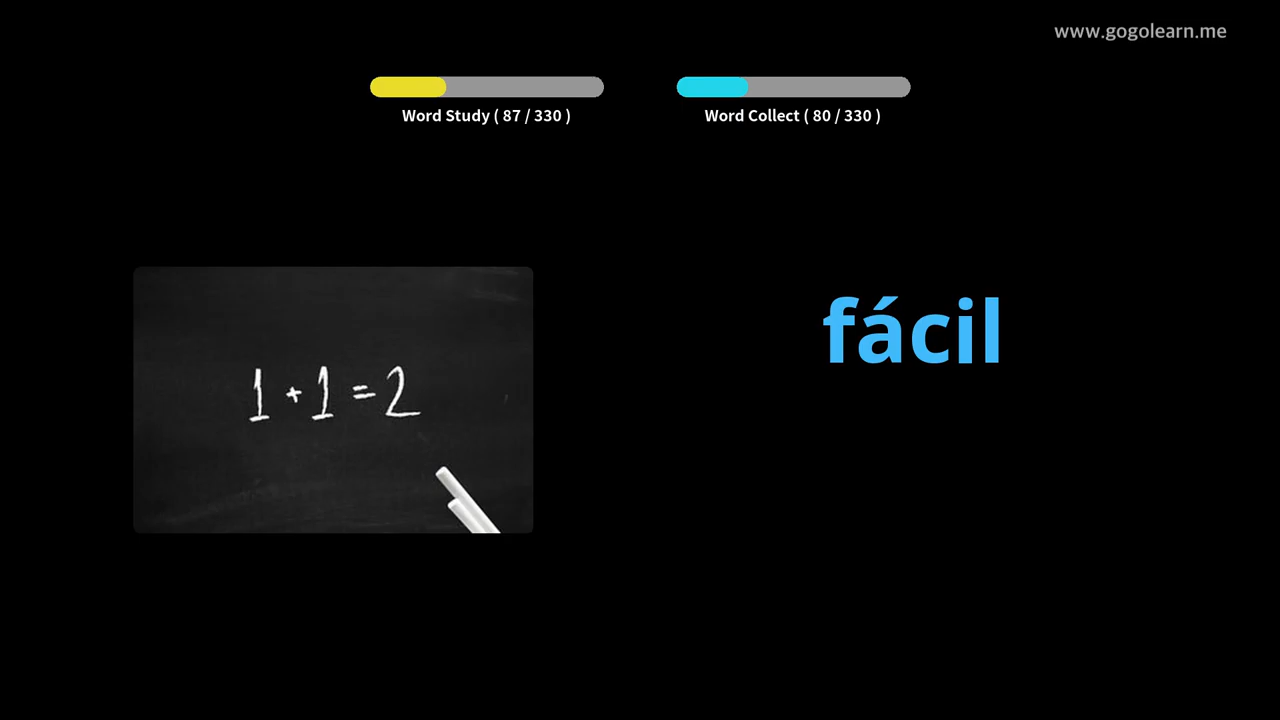 www.gogolearn.me
Word Study ( 87 / 330 )
Word Collect ( 80 / 330 )
fácil
1 + 1 = 2